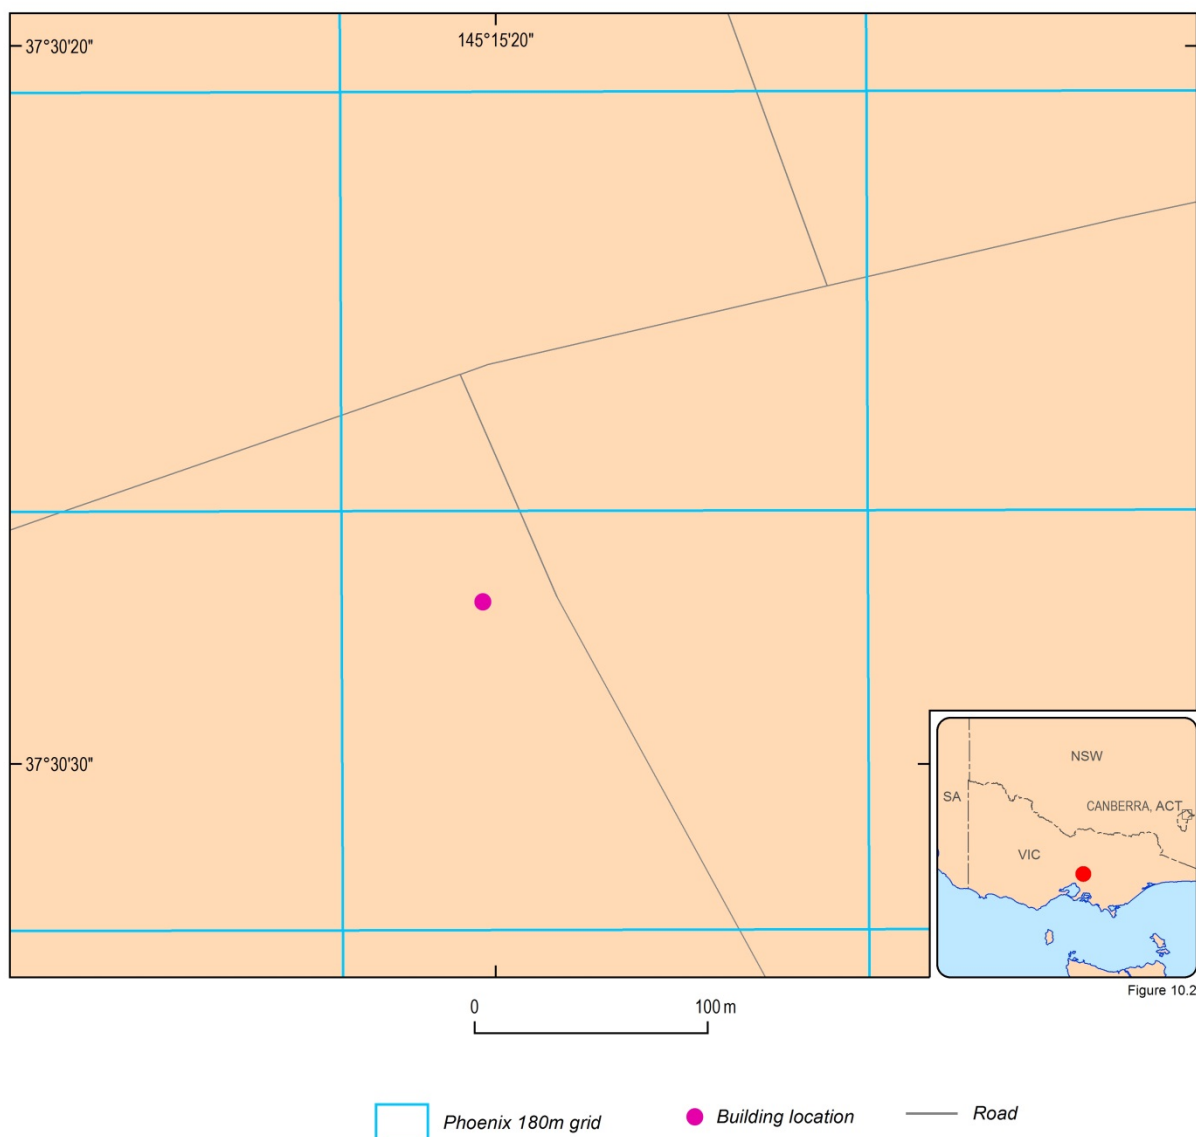 145°15'20"
37°30'20"
37°30'30"
NSW
SA
CANBERRA, ACT
VIC
Figure 10.2
0 100 m
Phoenix 180m grid
Building location
Road